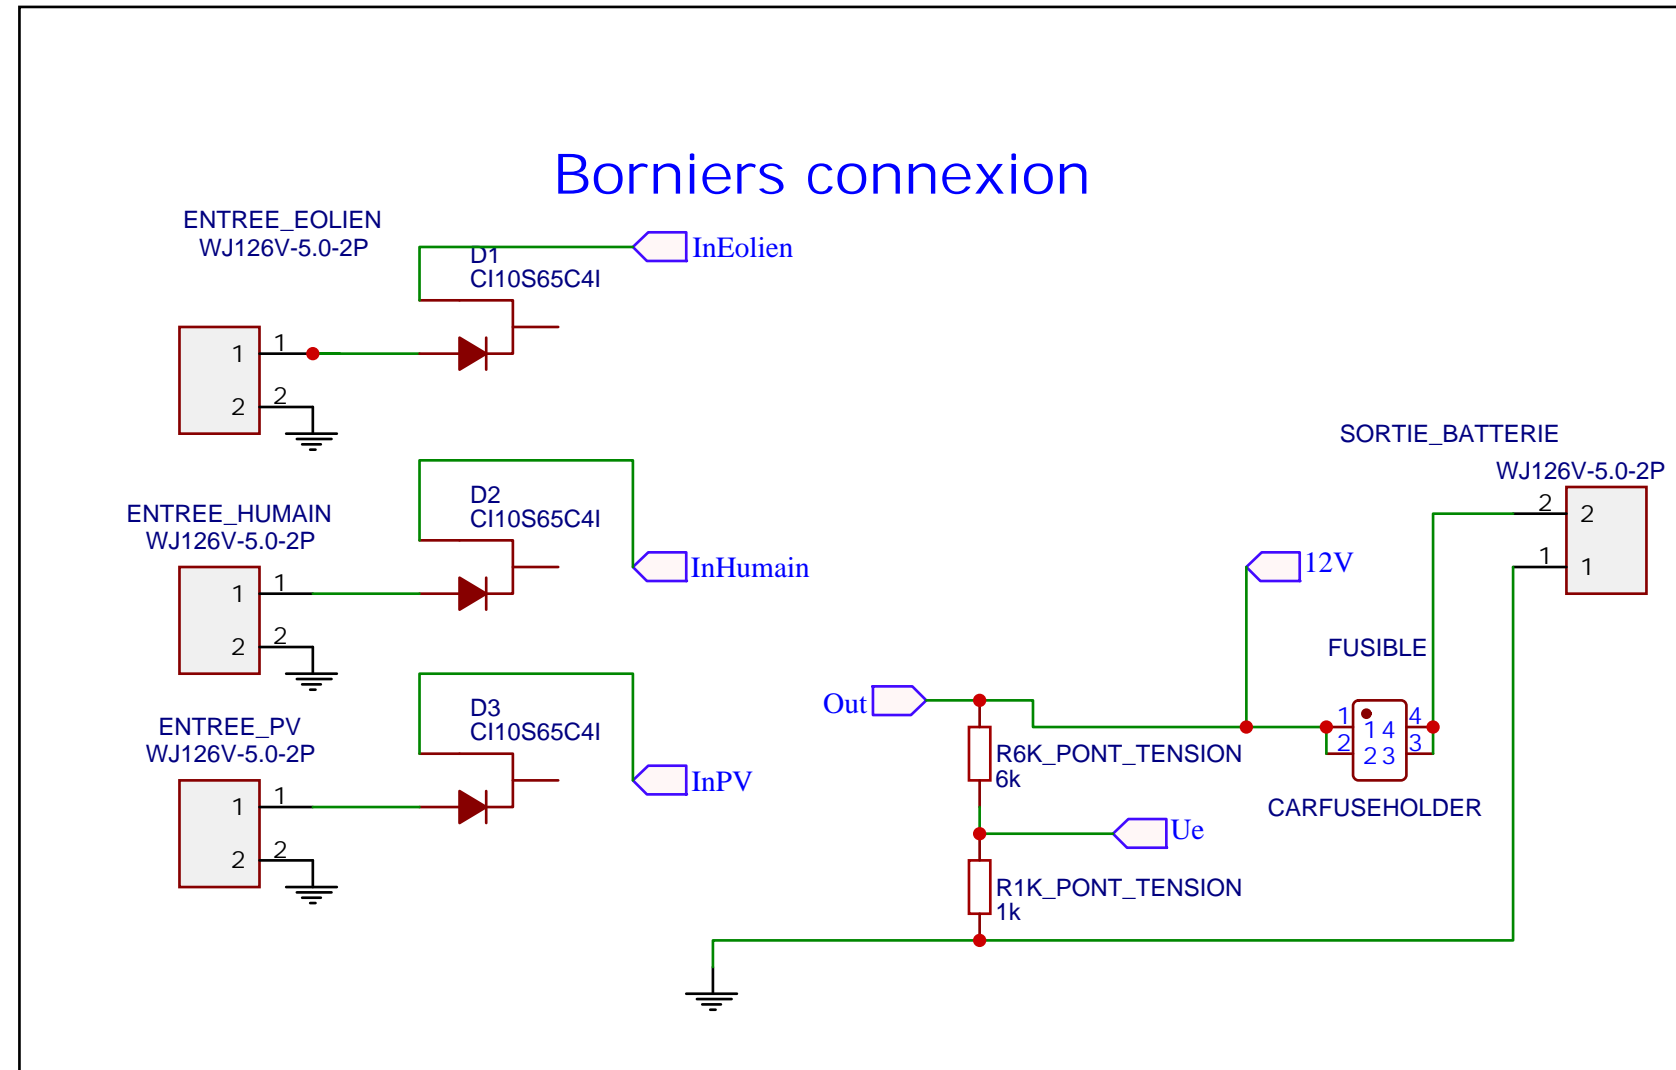 Borniers connexion
ENTREE_EOLIEN
WJ126V-5.0-2P
1
1
2
2
D1
CI10S65C4I
InEolien
ENTREE_HUMAIN
WJ126V-5.0-2P
1
1
2
2
D2
CI10S65C4I
InHumain
ENTREE_PV
WJ126V-5.0-2P
1
1
2
2
D3
CI10S65C4I
InPV
SORTIE_BATTERIE
WJ126V-5.0-2P
2
2
1
1
12V
FUSIBLE
Out
1 1 4 4
2 2 3 3
CARFUSEHOLDER
R6K_PONT_TENSION
6k
Ue
R1K_PONT_TENSION
1k